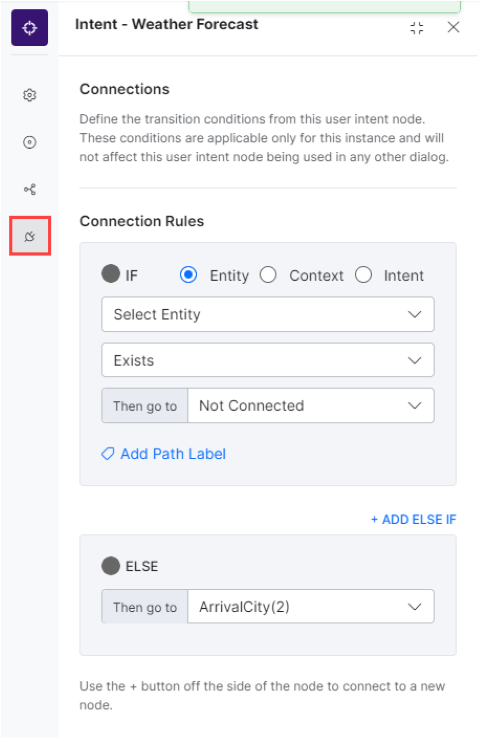 Intent - Weather Forecast
Connections
Define the transition conditions from this user intent node.
These conditions are applicable only for this instance and will
not affect this user intent node being used in any other dialog.
Connection Rules
IF Entity Context Intent
Select Entity
Exists
Then go to Not Connected
Add Path Label
+ ADD ELSE IF
ELSE
Then go to ArrivalCity(2)
Use the + button off the side of the node to connect to a new
node.